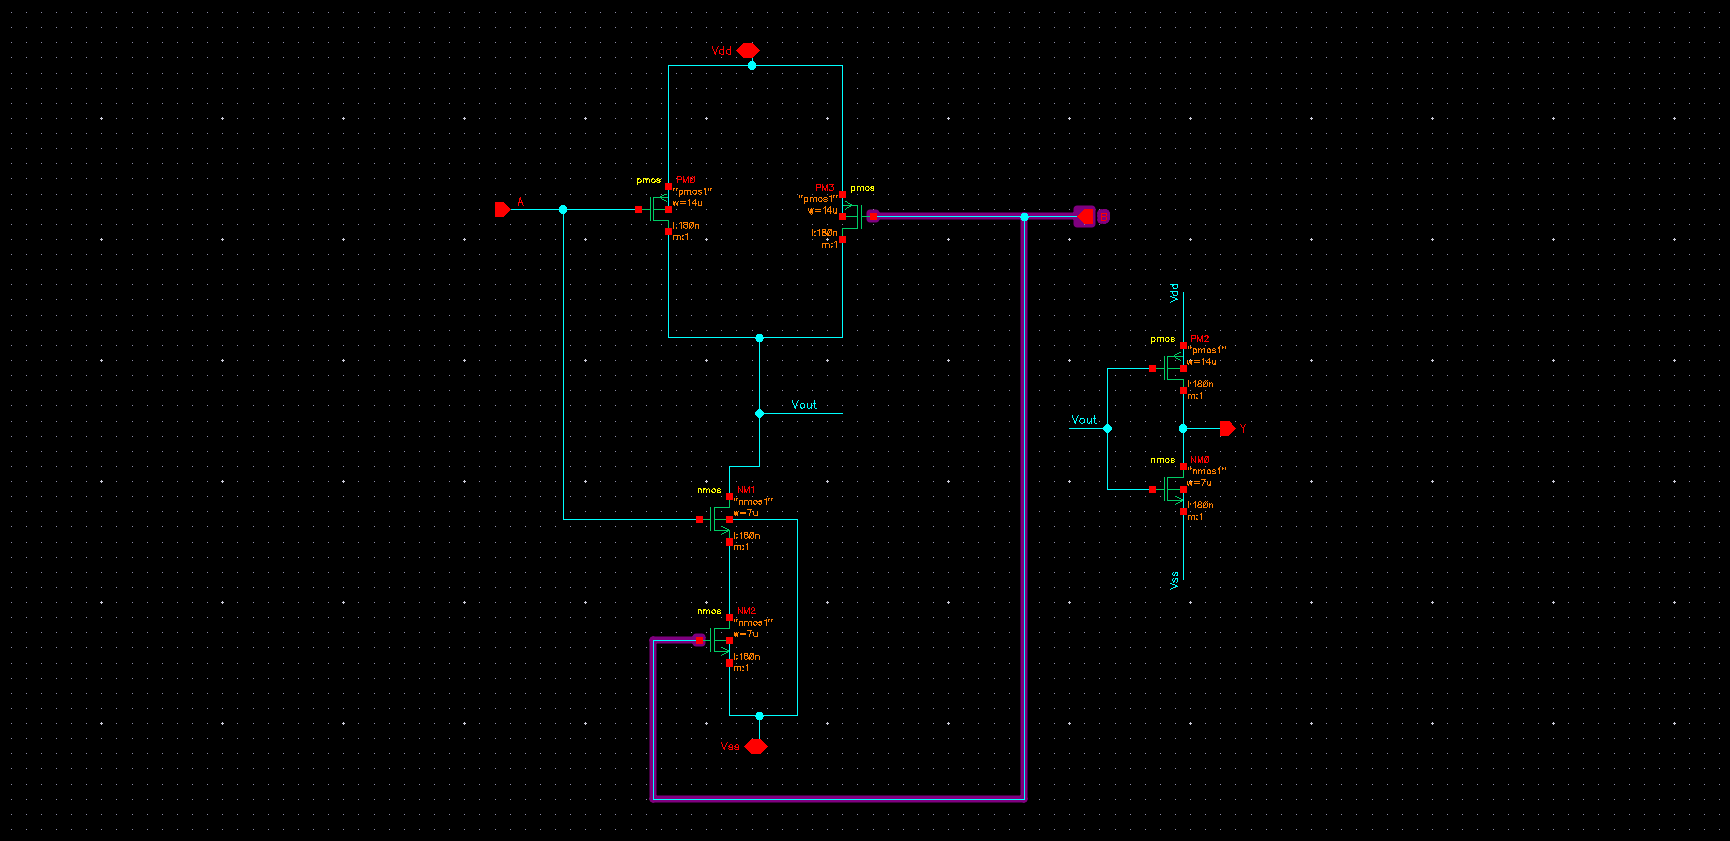 Vdd
pmos
PM0
"pmos1"
w=14u
l:180n
m:1
A
PM3
pmos
"pmos1"
w=14u
l:180n
m:1
B
Vout
nmos
NM1
"nmos1"
w=7u
l:180n
m:1
nmos
NM2
"nmos1"
w=7u
l:180n
m:1
Vss
Vdd
pmos
PM2
"pmos1"
w=14u
l:180n
m:1
Vout
Y
nmos
NM0
"nmos1"
w=7u
l:180n
m:1
Vss